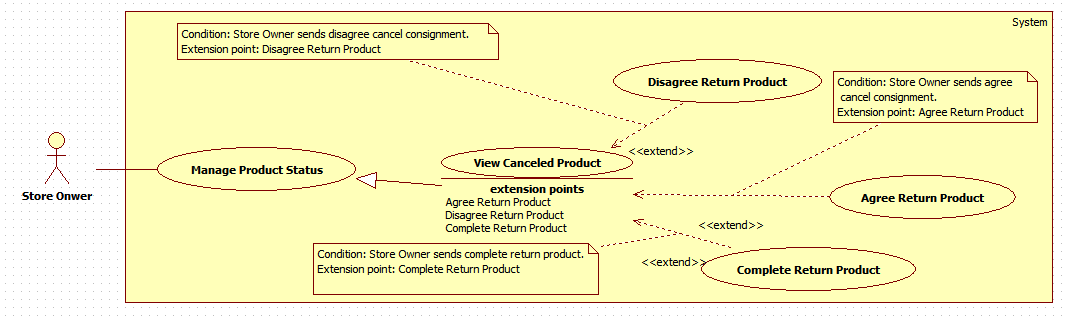 System
Condition: Store Owner sends disagree cancel consignment.
Extension point: Disagree Return Product
Disagree Return Product
Condition: Store Owner sends agree
cancel consignment.
Extension point: Agree Return Product
<<extend>>
View Canceled Product
Manage Product Status
extension points
Agree Return Product
Disagree Return Product
Complete Return Product
Store Onwer
Agree Return Product
<<extend>>
Condition: Store Owner sends complete return product.
Extension point: Complete Return Product
<<extend>>
Complete Return Product